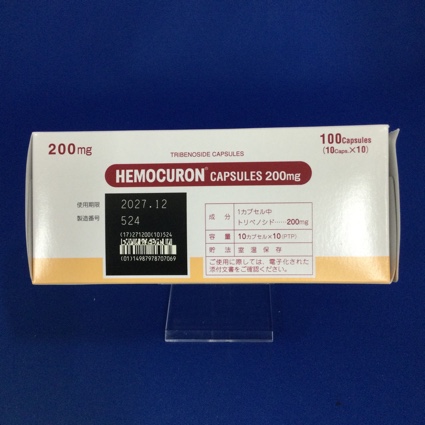 200mg
100Capsules
(10Caps.×10)
TRIBENOSIDE CAPSULES
HEMOCURON® CAPSULES 200mg
使用期限 2027.12
製造番号 524
(17)271200(10)524
(01)14987978707069
成分 1カプセル中
トリベノシド……200mg
容量 10カプセル×10(PTP)
貯法 室温保存
ご使用に際しては、電子化された
添付文書をご確認ください。